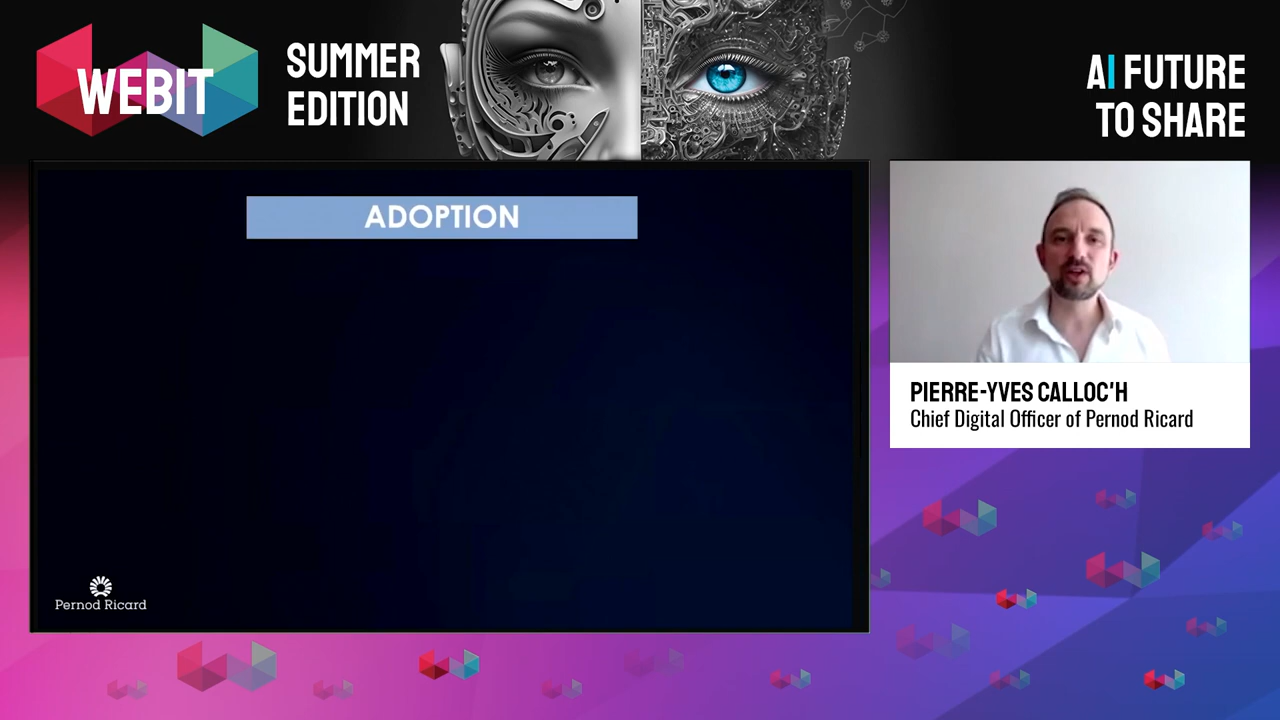 WEBIT
SUMMER
EDITION
AI FUTURE
TO SHARE
ADOPTION
Pernod Ricard
PIERRE-YVES CALLOC'H
Chief Digital Officer of Pernod Ricard